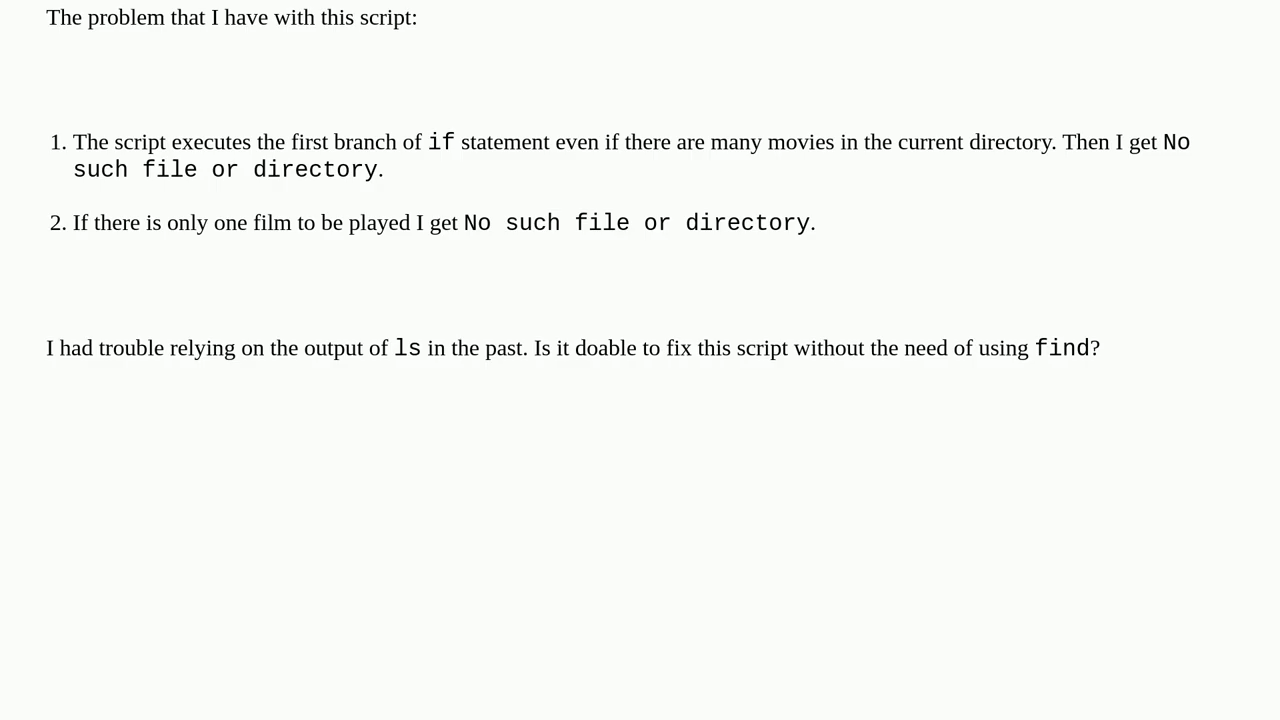 The problem that I have with this script:
1. The script executes the first branch of if statement even if there are many movies in the current directory. Then I get No
such file or directory.
2. If there is only one film to be played I get No such file or directory.
I had trouble relying on the output of ls in the past. Is it doable to fix this script without the need of using find?